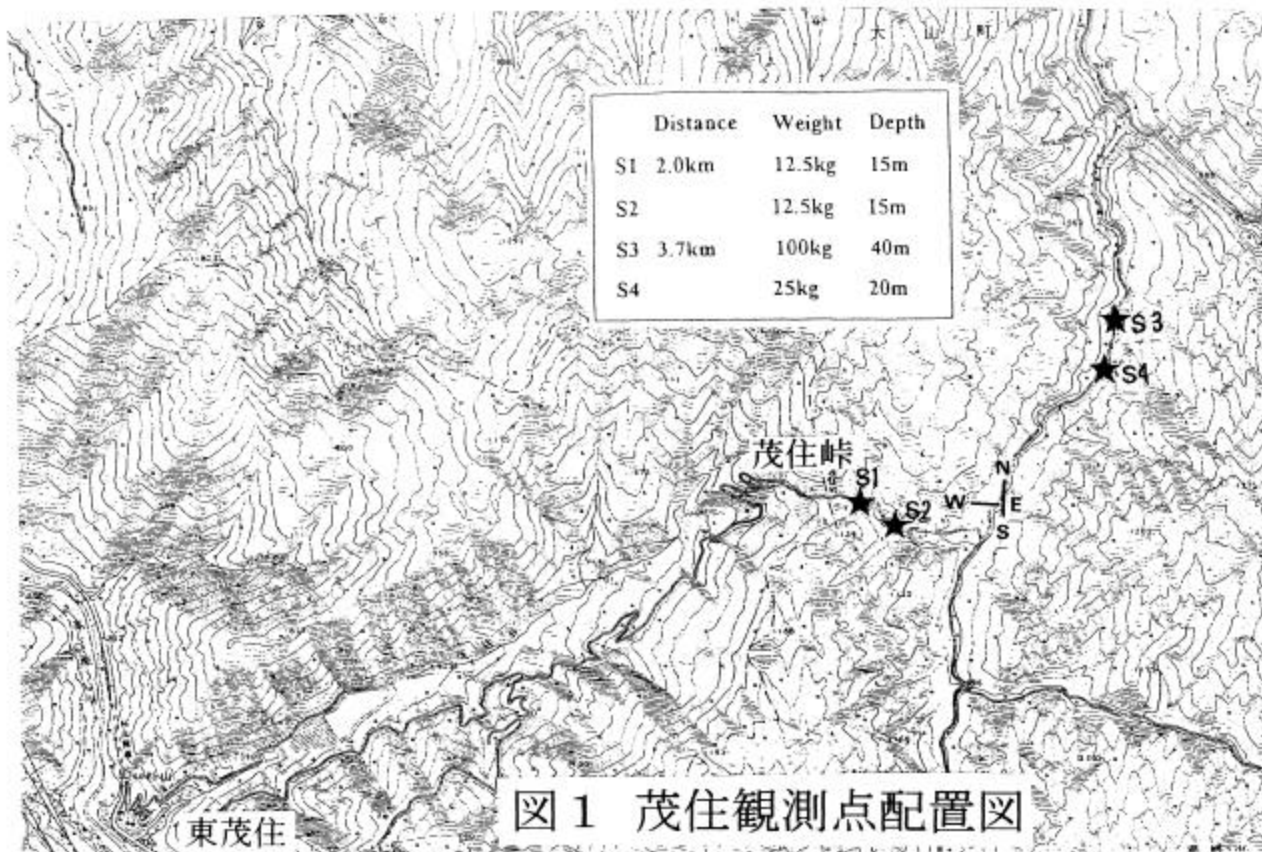 大山町
Distance Weight Depth
S1 2.0km 12.5kg 15m
S2 12.5kg 15m
S3 3.7km 100kg 40m
S4 25kg 20m
★S3
★S4
茂住峠
S1
★
★S2
N
W E
S
東茂住
図1 茂住観測点配置図